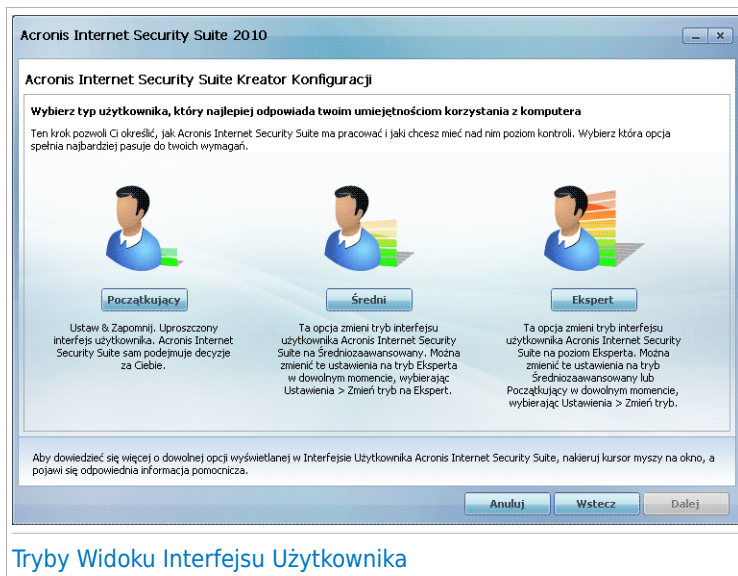 Acronis Internet Security Suite 2010
Acronis Internet Security Suite Kreator Konfiguracji
Wybierz typ użytkownika, który najlepiej odpowiada twoim umiejętnościom korzystania z komputera
Ten krok pozwoli Ci określić, jak Acronis Internet Security Suite ma pracować i jaki chcesz mieć nad nim poziom kontroli. Wybierz która opcja
spełnia najbardziej pasuje do twoich wymagań.
Początkujący
Ustaw & Zapomnij. Uproszczony
interfejs użytkownika. Acronis Internet
Security Suite sam podejmuje decyzje
za Ciebie.
Średni
Ta opcja zmieni tryb interfejsu
użytkownika Acronis Internet Security
Suite na Średniozaawansowany. Można
zmienić te ustawienia na tryb Eksperta
w dowolnym momencie, wybierając
Ustawienia > Zmień tryb na Ekspert.
Ekspert
Ta opcja zmieni tryb interfejsu
użytkownika Acronis Internet Security
Suite na poziom Eksperta. Można
zmienić te ustawienia na tryb
Średniozaawansowany lub
Początkujący w dowolnym momencie,
wybierając Ustawienia > Zmień tryb.
Aby dowiedzieć się więcej o dowolnej opcji wyświetlanej w Interfejsie Użytkownika Acronis Internet Security Suite, nakieruj kursor myszy na okno, a
pojawi się odpowiednia informacja pomocnicza.
Anuluj
Wstecz
Dalej
Tryby Widoku Interfejsu Użytkownika